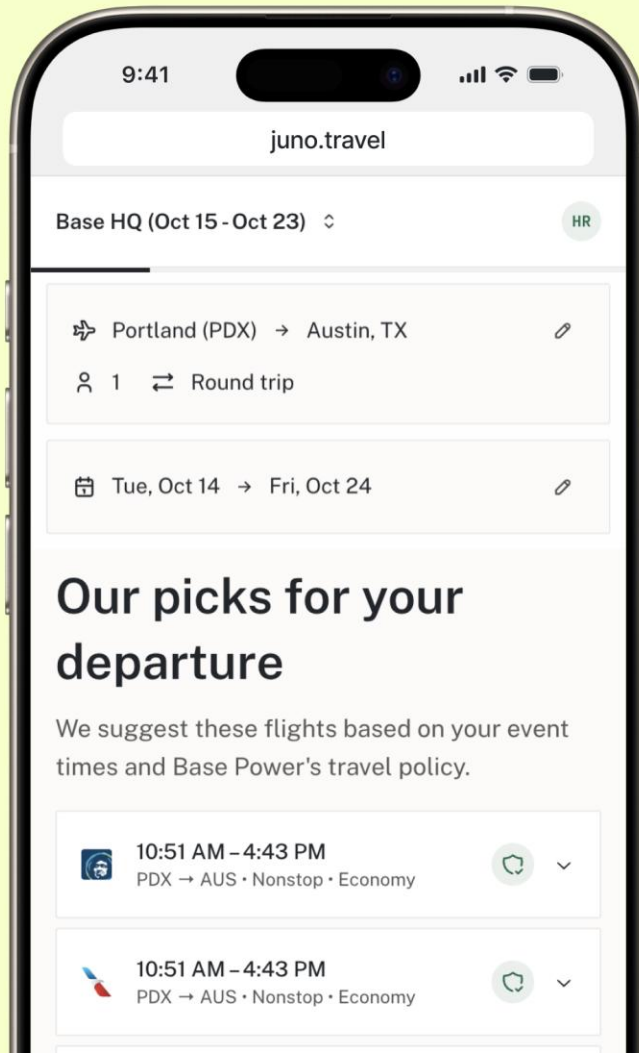 9:41
juno.travel
Base HQ (Oct 15 - Oct 23)
HR
Portland (PDX) → Austin, TX
1 Round trip
Tue, Oct 14 → Fri, Oct 24
Our picks for your
departure
We suggest these flights based on your event
times and Base Power's travel policy.
10:51 AM – 4:43 PM
PDX → AUS • Nonstop • Economy
10:51 AM – 4:43 PM
PDX → AUS • Nonstop • Economy